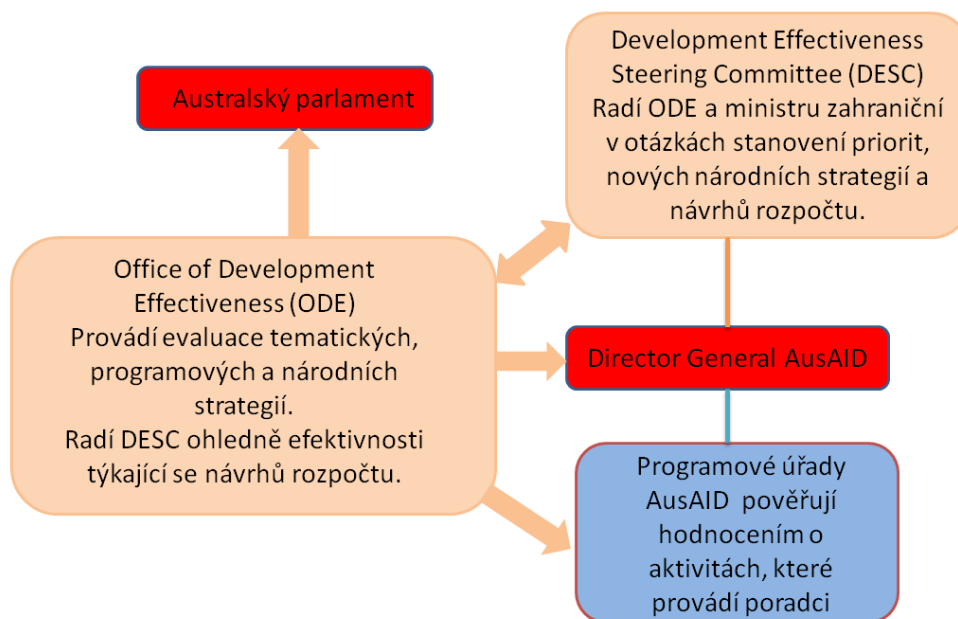 Australský parlament
Development Effectiveness
Steering Committee (DESC)
Radí ODE a ministru zahraniční
v otázkách stanovení priorit,
nových národních strategií a
návrhů rozpočtu.
Office of Development
Effectiveness (ODE)
Provádí evaluace tematických,
programových a národních
strategií.
Radí DESC ohledně efektivnosti
týkající se návrhů rozpočtu.
Director General AusAID
Programové úřady
AusAID pověřují
hodnocením o
aktivitách, které
provádí poradci